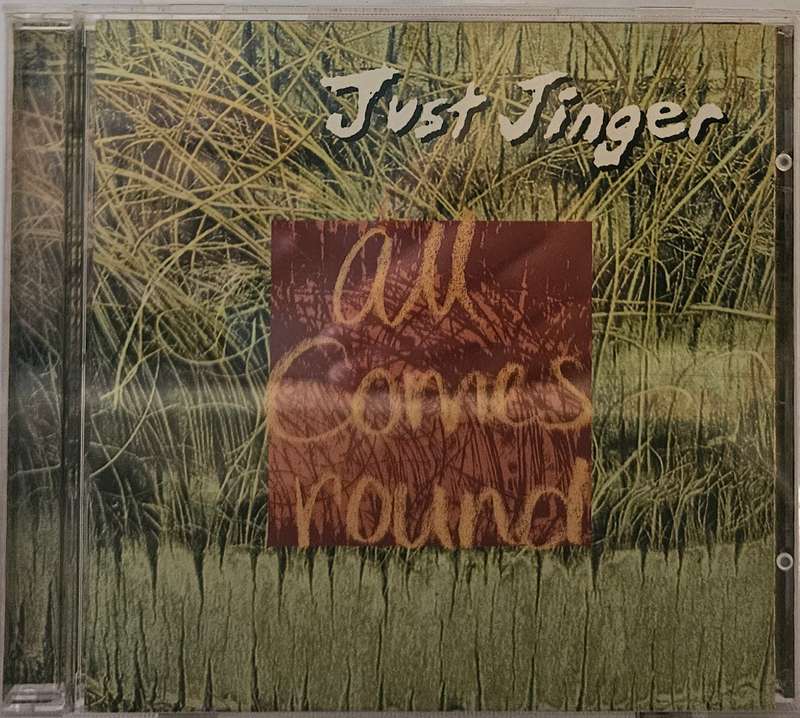 Just Jinger
all
Comes
round